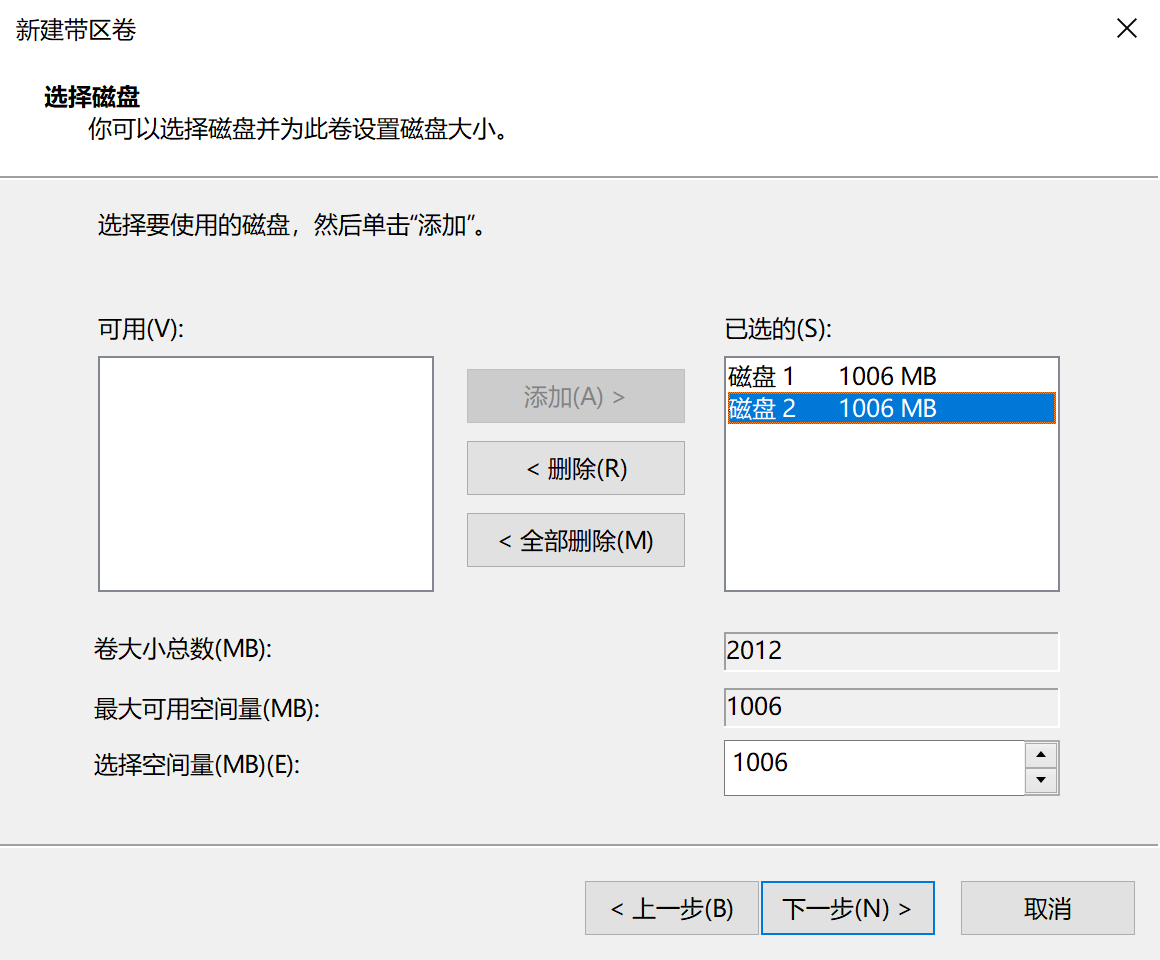 新建带区卷
选择磁盘
你可以选择磁盘并为此卷设置磁盘大小。
选择要使用的磁盘，然后单击“添加”。
可用(V):
已选的(S):
添加(A) >
< 删除(R)
< 全部删除(M)
磁盘 1 1006 MB
磁盘 2 1006 MB
卷大小总数(MB): 2012
最大可用空间量(MB): 1006
选择空间量(MB)(E): 1006
< 上一步(B)
下一步(N) >
取消